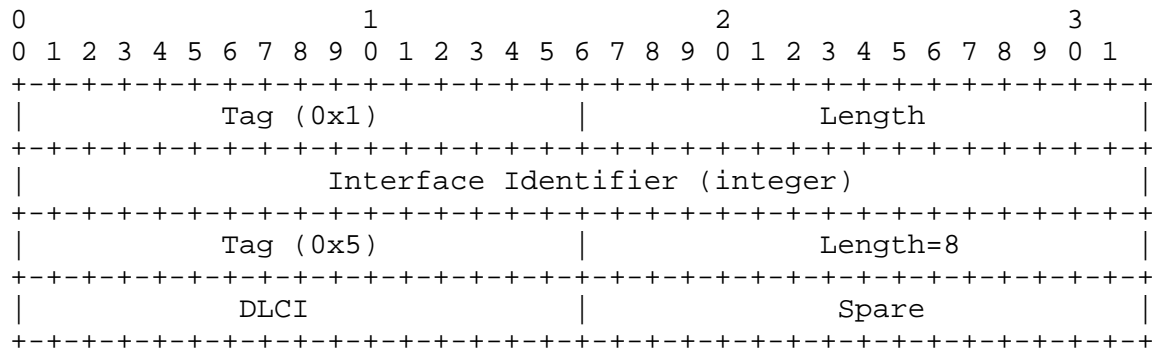 0                   1                   2                   3
0 1 2 3 4 5 6 7 8 9 0 1 2 3 4 5 6 7 8 9 0 1 2 3 4 5 6 7 8 9 0 1
+-+-+-+-+-+-+-+-+-+-+-+-+-+-+-+-+-+-+-+-+-+-+-+-+-+-+-+-+-+-+-+-+
|           Tag (0x1)           |             Length            |
+-+-+-+-+-+-+-+-+-+-+-+-+-+-+-+-+-+-+-+-+-+-+-+-+-+-+-+-+-+-+-+-+
|                 Interface Identifier (integer)                |
+-+-+-+-+-+-+-+-+-+-+-+-+-+-+-+-+-+-+-+-+-+-+-+-+-+-+-+-+-+-+-+-+
|           Tag (0x5)           |             Length=8          |
+-+-+-+-+-+-+-+-+-+-+-+-+-+-+-+-+-+-+-+-+-+-+-+-+-+-+-+-+-+-+-+-+
|            DLCI               |              Spare            |
+-+-+-+-+-+-+-+-+-+-+-+-+-+-+-+-+-+-+-+-+-+-+-+-+-+-+-+-+-+-+-+-+